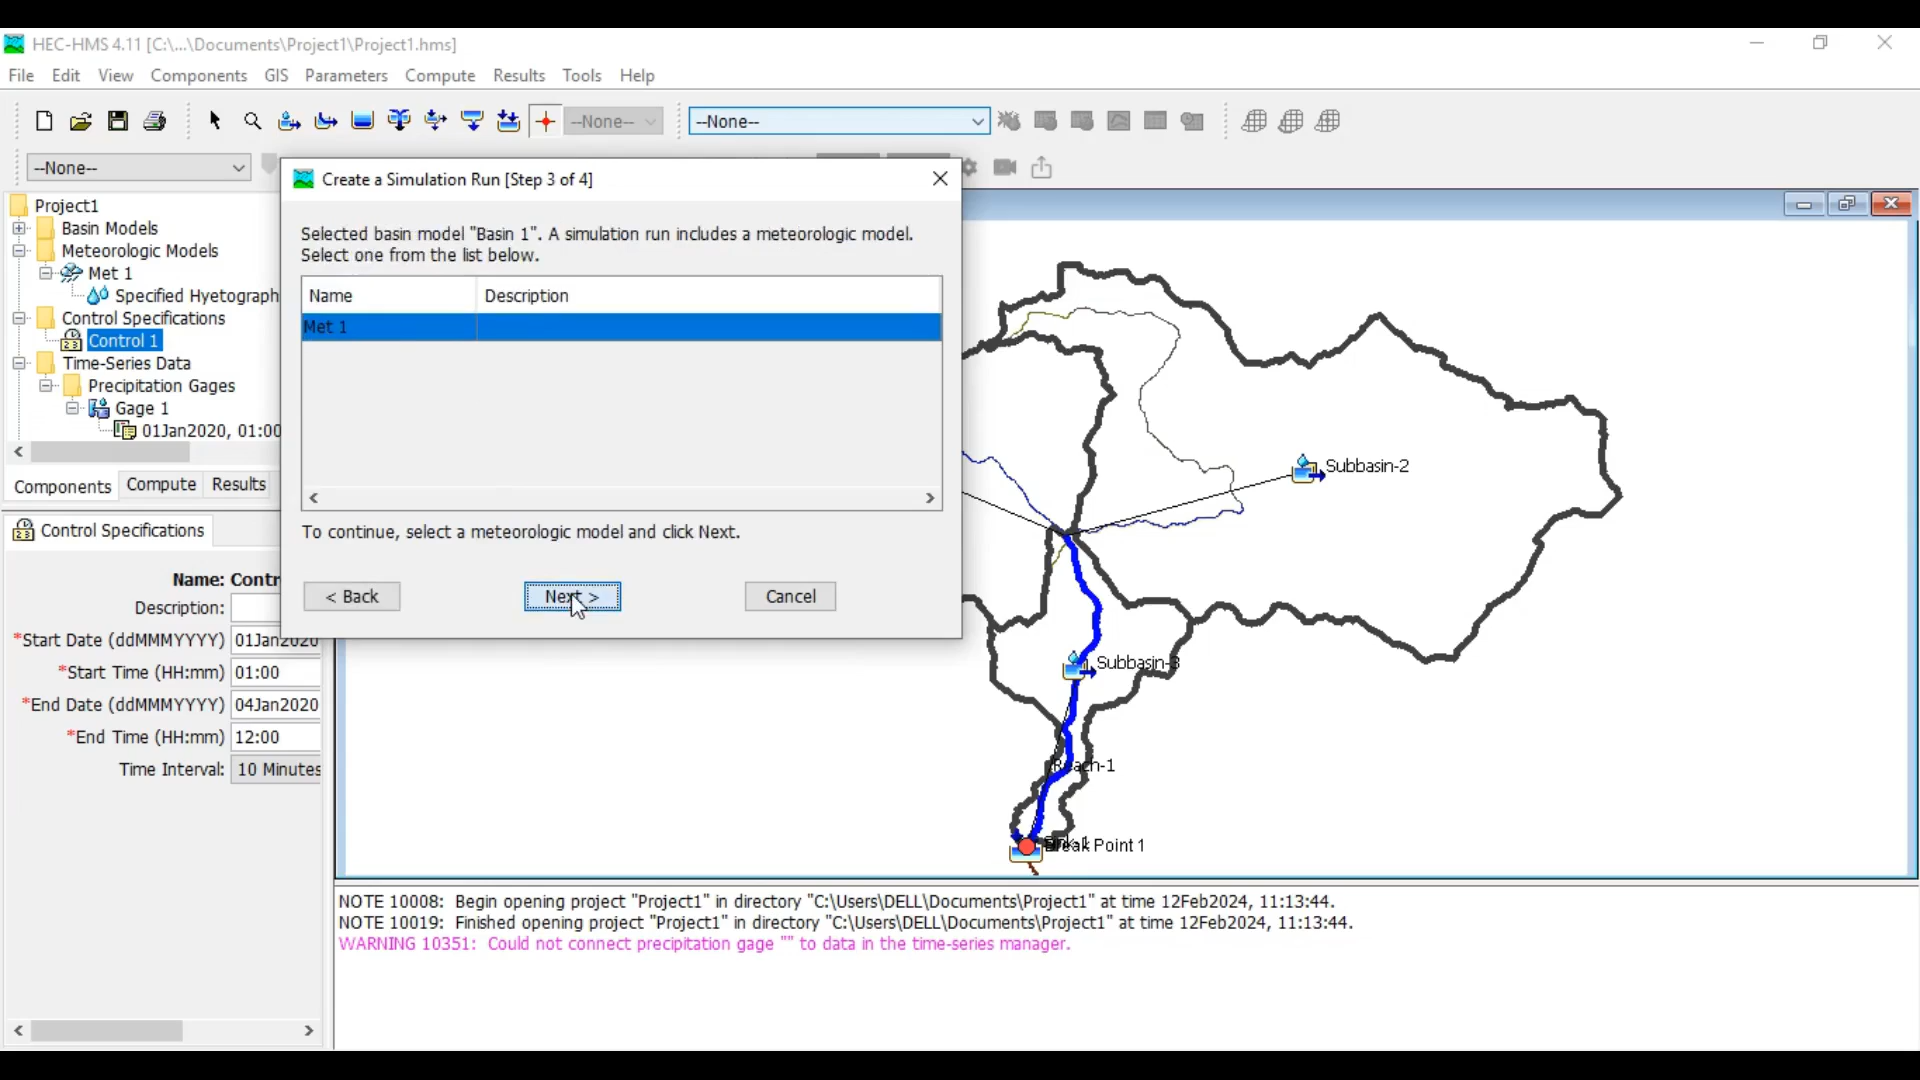 HEC-HMS 4.11 [C:\...\Documents\Project1\Project1.hms]
File Edit View Components GIS Parameters Compute Results Tools Help
--None--
--None--
--None--
Project1
Basin Models
Meteorologic Models
Met 1
Specified Hyetograph
Control Specifications
Control 1
Time-Series Data
Precipitation Gages
Gage 1
01Jan2020, 01:00
Components Compute Results
Control Specifications
Name: Contr
Description:
*Start Date (ddMMMYYYY) 01Jan2020
*Start Time (HH:mm) 01:00
*End Date (ddMMMYYYY) 04Jan2020
*End Time (HH:mm) 12:00
Time Interval: 10 Minutes
Create a Simulation Run [Step 3 of 4]
Selected basin model "Basin 1". A simulation run includes a meteorologic model.
Select one from the list below.
Name Description
Met 1
To continue, select a meteorologic model and click Next.
< Back Next > Cancel
Subbasin-2
Subbasin-3
Reach-1
Break Point 1
NOTE 10008: Begin opening project "Project1" in directory "C:\Users\DELL\Documents\Project1" at time 12Feb2024, 11:13:44.
NOTE 10019: Finished opening project "Project1" in directory "C:\Users\DELL\Documents\Project1" at time 12Feb2024, 11:13:44.
WARNING 10351: Could not connect precipitation gage "" to data in the time-series manager.